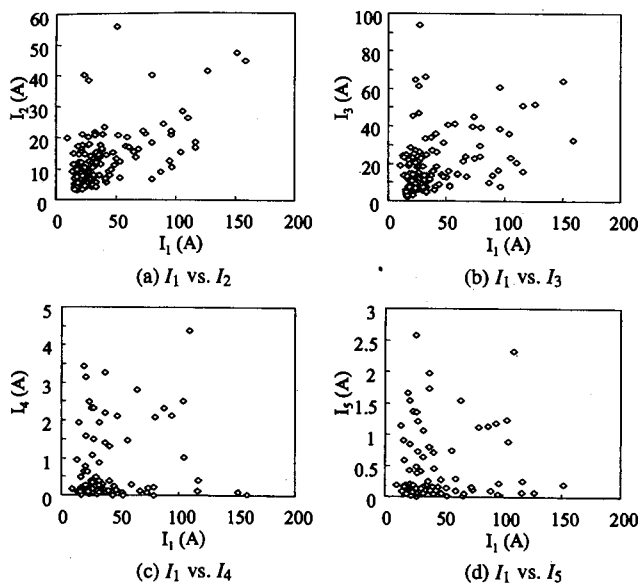 60
50
40
30
20
10
0
I₂ (A)
0 50 100 150 200
I₁ (A)
(a) I₁ vs. I₂
100
80
60
40
20
0
I₃ (A)
0 50 100 150 200
I₁ (A)
(b) I₁ vs. I₃
5
4
3
2
1
0
I₄ (A)
0 50 100 150 200
I₁ (A)
(c) I₁ vs. I₄
3
2.5
2
1.5
1
0.5
0
I₅ (A)
0 50 100 150 200
I₁ (A)
(d) I₁ vs. I₅